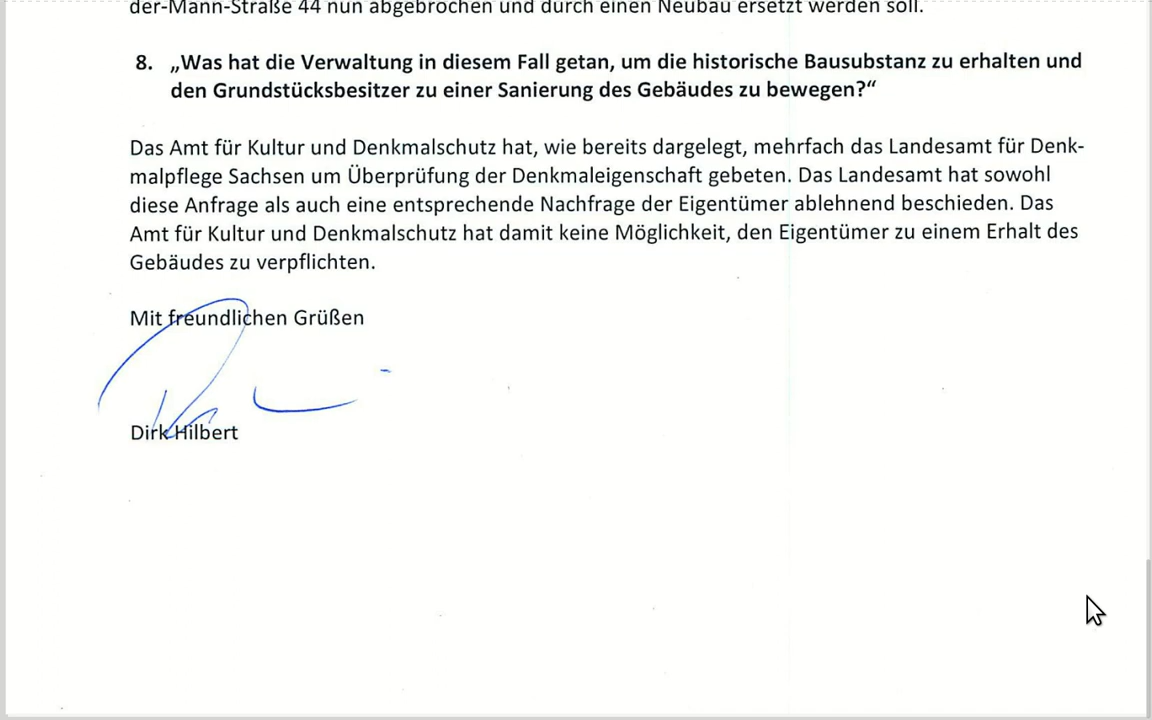 der-Mann-Straße 44 nun abgebrochen und durch einen Neubau ersetzt werden soll.
8. „Was hat die Verwaltung in diesem Fall getan, um die historische Bausubstanz zu erhalten und
den Grundstücksbesitzer zu einer Sanierung des Gebäudes zu bewegen?“
Das Amt für Kultur und Denkmalschutz hat, wie bereits dargelegt, mehrfach das Landesamt für Denk-
malpflege Sachsen um Überprüfung der Denkmaleigenschaft gebeten. Das Landesamt hat sowohl
diese Anfrage als auch eine entsprechende Nachfrage der Eigentümer ablehnend beschieden. Das
Amt für Kultur und Denkmalschutz hat damit keine Möglichkeit, den Eigentümer zu einem Erhalt des
Gebäudes zu verpflichten.
Mit freundlichen Grüßen
Dirk Hilbert